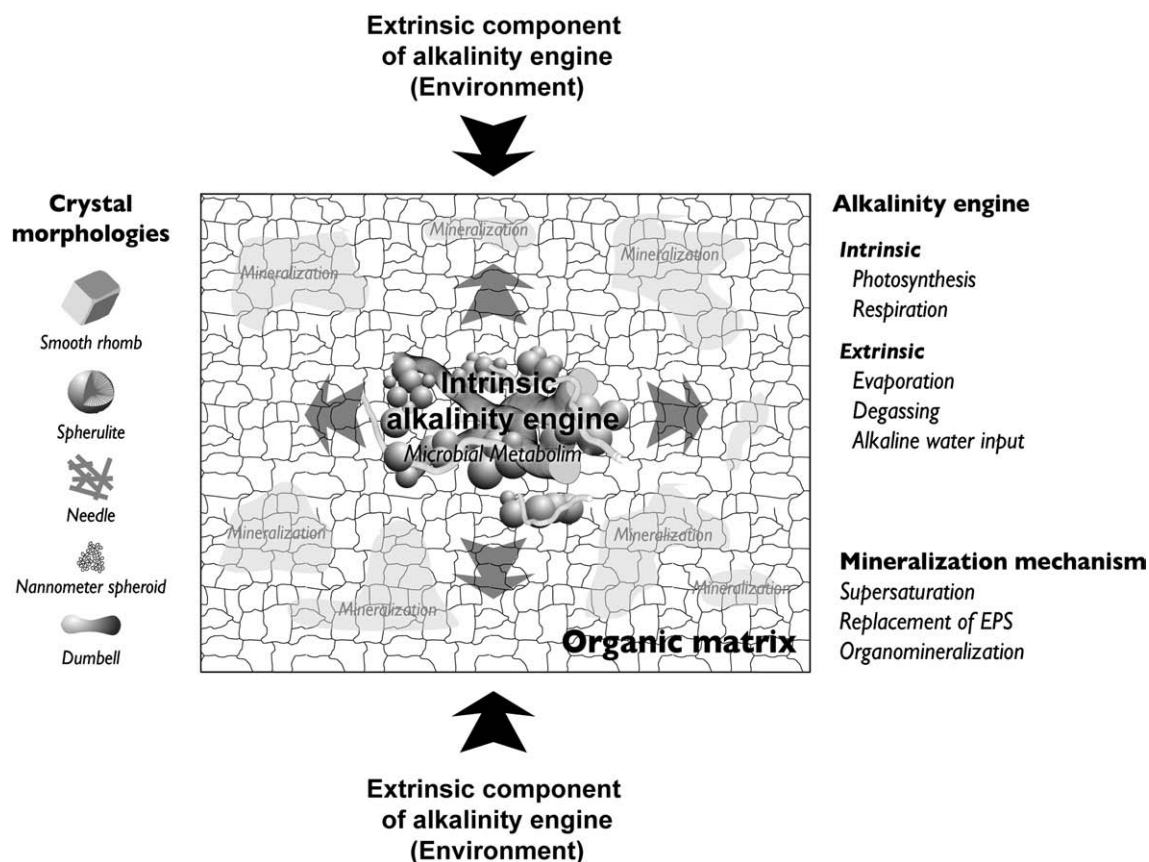 Extrinsic component
of alkalinity engine
(Environment)
Crystal
morphologies
Smooth rhomb
Spherulite
Needle
Nannometer spheroid
Dumbell
Mineralization
Mineralization
Mineralization
Intrinsic
alkalinity engine
Microbial Metabolim
Mineralization
Mineralization
Mineralization
Mineralization
Organic matrix
Alkalinity engine
Intrinsic
Photosynthesis
Respiration
Extrinsic
Evaporation
Degassing
Alkaline water input
Mineralization mechanism
Supersaturation
Replacement of EPS
Organomineralization
Extrinsic component
of alkalinity engine
(Environment)